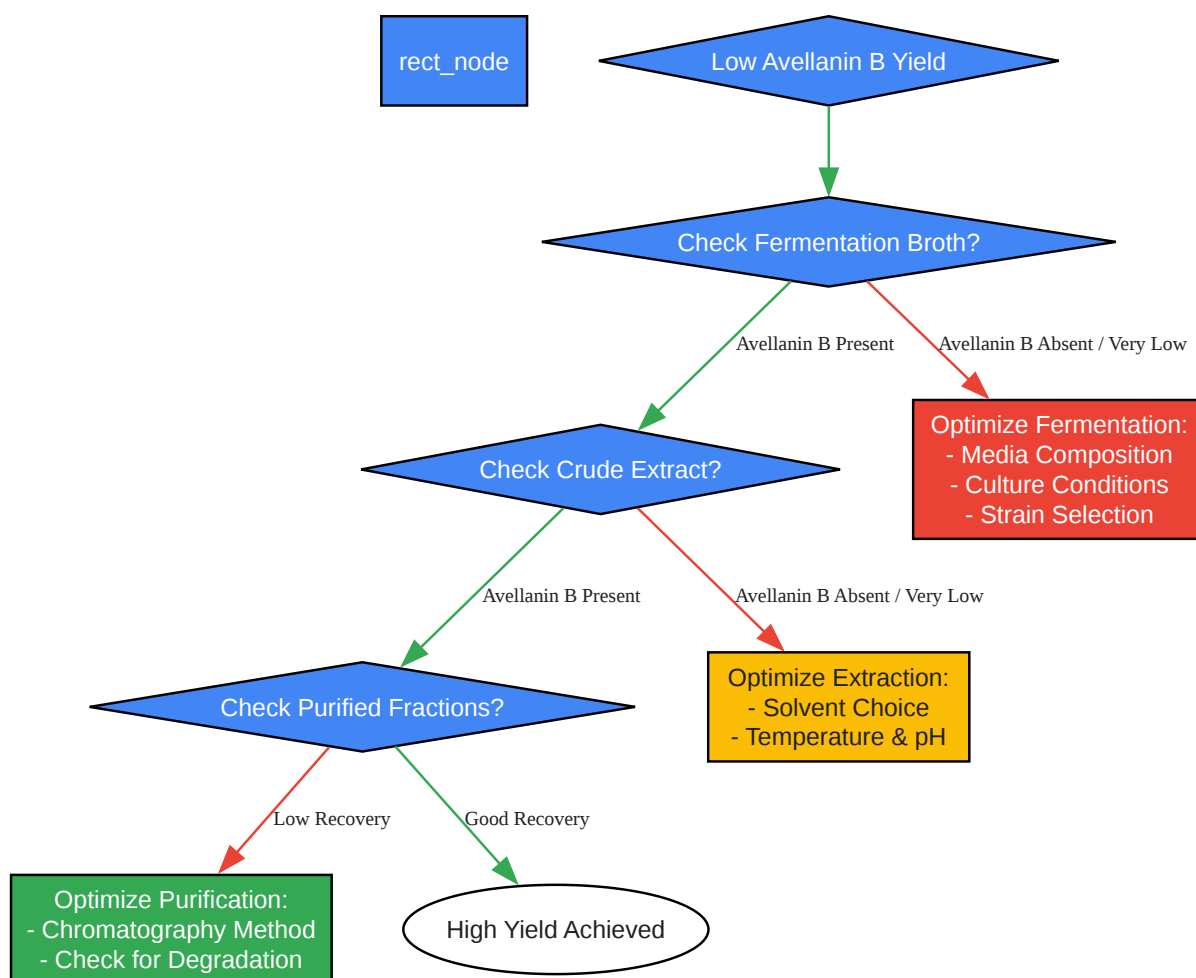 rect_node
Low Avellanin B Yield
Check Fermentation Broth?
Avellanin B Present
Avellanin B Absent / Very Low
Optimize Fermentation:
- Media Composition
- Culture Conditions
- Strain Selection
Check Crude Extract?
Avellanin B Present
Avellanin B Absent / Very Low
Optimize Extraction:
- Solvent Choice
- Temperature & pH
Check Purified Fractions?
Low Recovery
Good Recovery
Optimize Purification:
- Chromatography Method
- Check for Degradation
High Yield Achieved